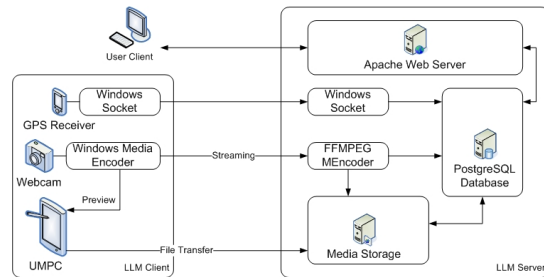 User Client
Apache Web Server
Windows
Socket
GPS Receiver
Windows
Socket
Windows Media
Encoder
Webcam
Streaming
FFMPEG
MEncoder
PostgreSQL
Database
Preview
UMPC
File Transfer
Media Storage
LLM Client
LLM Server